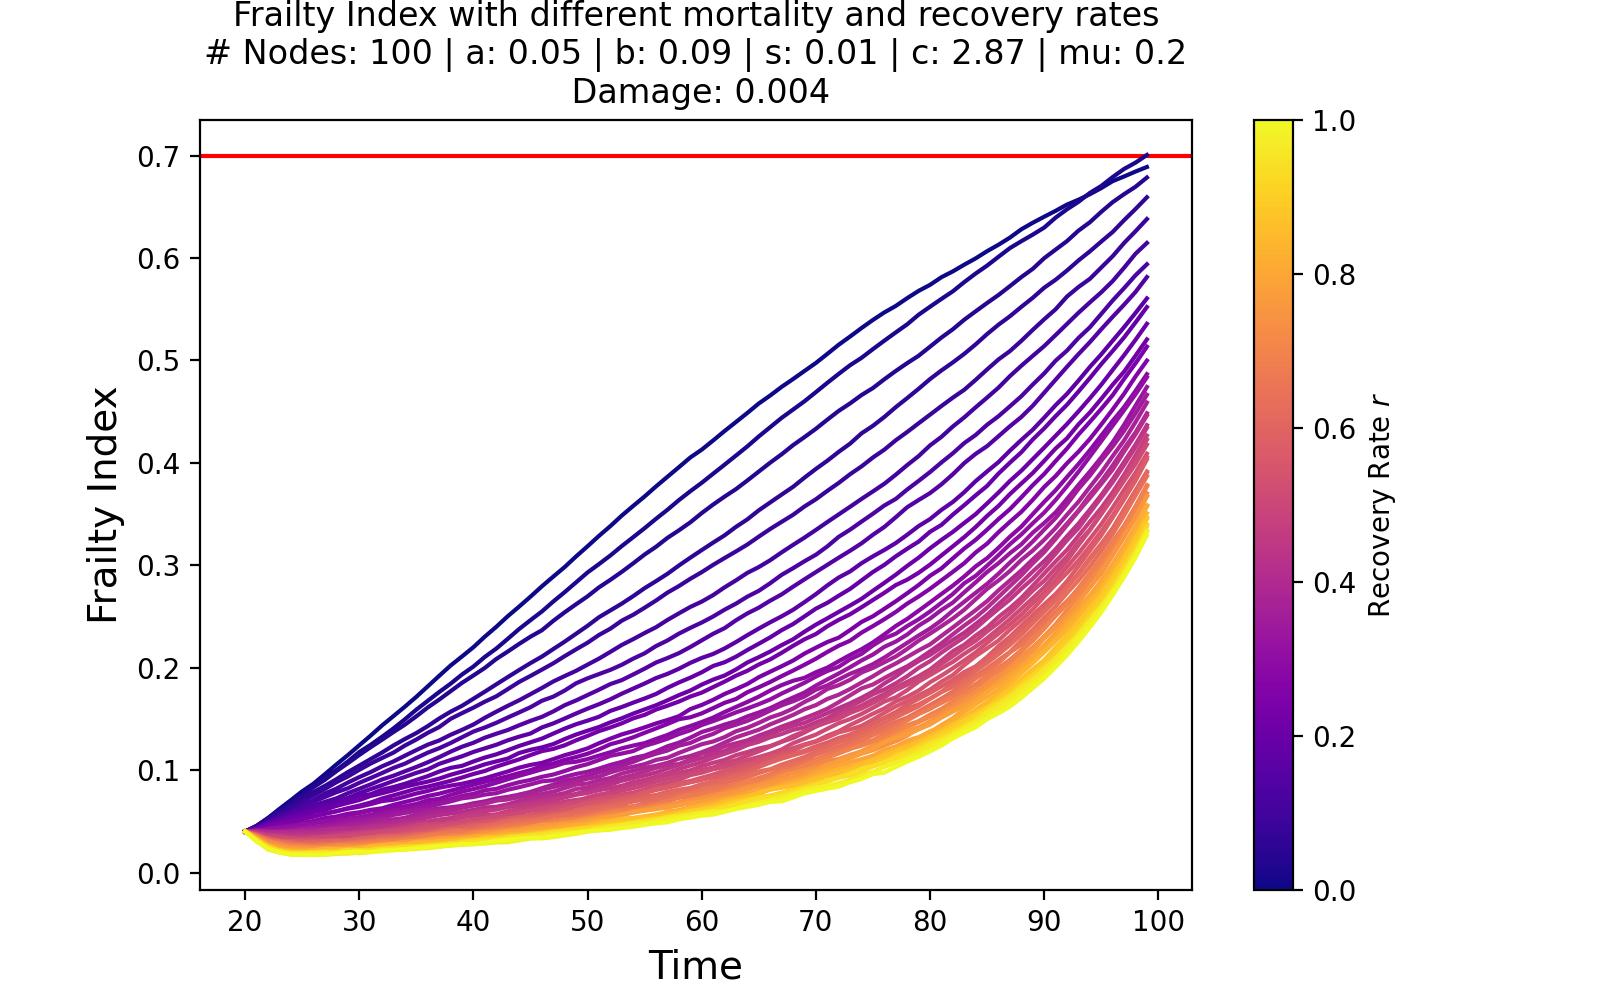 Frailty Index with different mortality and recovery rates
# Nodes: 100 | a: 0.05 | b: 0.09 | s: 0.01 | c: 2.87 | mu: 0.2
Damage: 0.004
Frailty Index
0.7
0.6
0.5
0.4
0.3
0.2
0.1
0.0
20 30 40 50 60 70 80 90 100
Time
1.0
0.8
0.6
0.4
0.2
0.0
Recovery Rate r